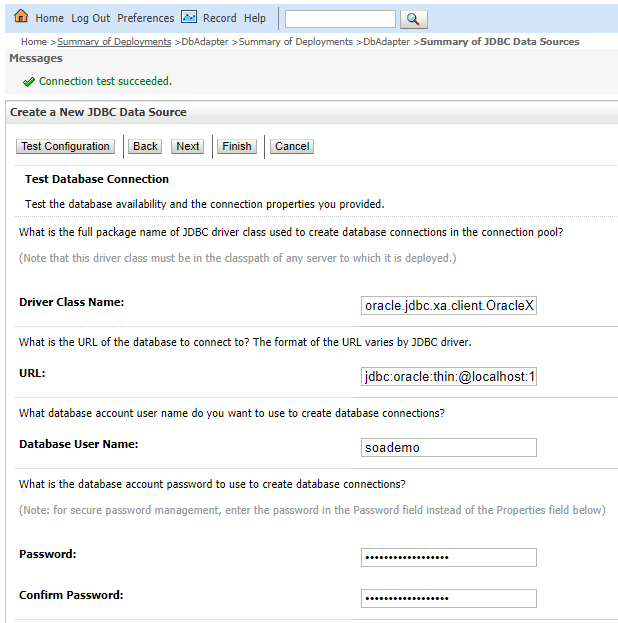 Home Log Out Preferences Record Help
Home >Summary of Deployments >DbAdapter >Summary of Deployments >DbAdapter >Summary of JDBC Data Sources
Messages
Connection test succeeded.
Create a New JDBC Data Source
Test Configuration Back Next Finish Cancel
Test Database Connection
Test the database availability and the connection properties you provided.
What is the full package name of JDBC driver class used to create database connections in the connection pool?
(Note that this driver class must be in the classpath of any server to which it is deployed.)
Driver Class Name: oracle.jdbc.xa.client.OracleX
What is the URL of the database to connect to? The format of the URL varies by JDBC driver.
URL: jdbc:oracle:thin:@localhost:1
What database account user name do you want to use to create database connections?
Database User Name: soademo
What is the database account password to use to create database connections?
(Note: for secure password management, enter the password in the Password field instead of the Properties field below)
Password: ••••••••••••••••••
Confirm Password: ••••••••••••••••••